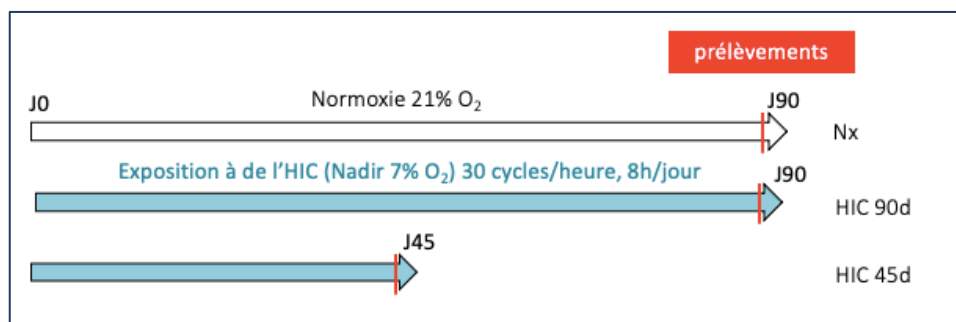 prélèvements
J0
Normoxie 21% O₂
J90
Nx
Exposition à de l'HIC (Nadir 7% O₂) 30 cycles/heure, 8h/jour
J90
HIC 90d
J45
HIC 45d